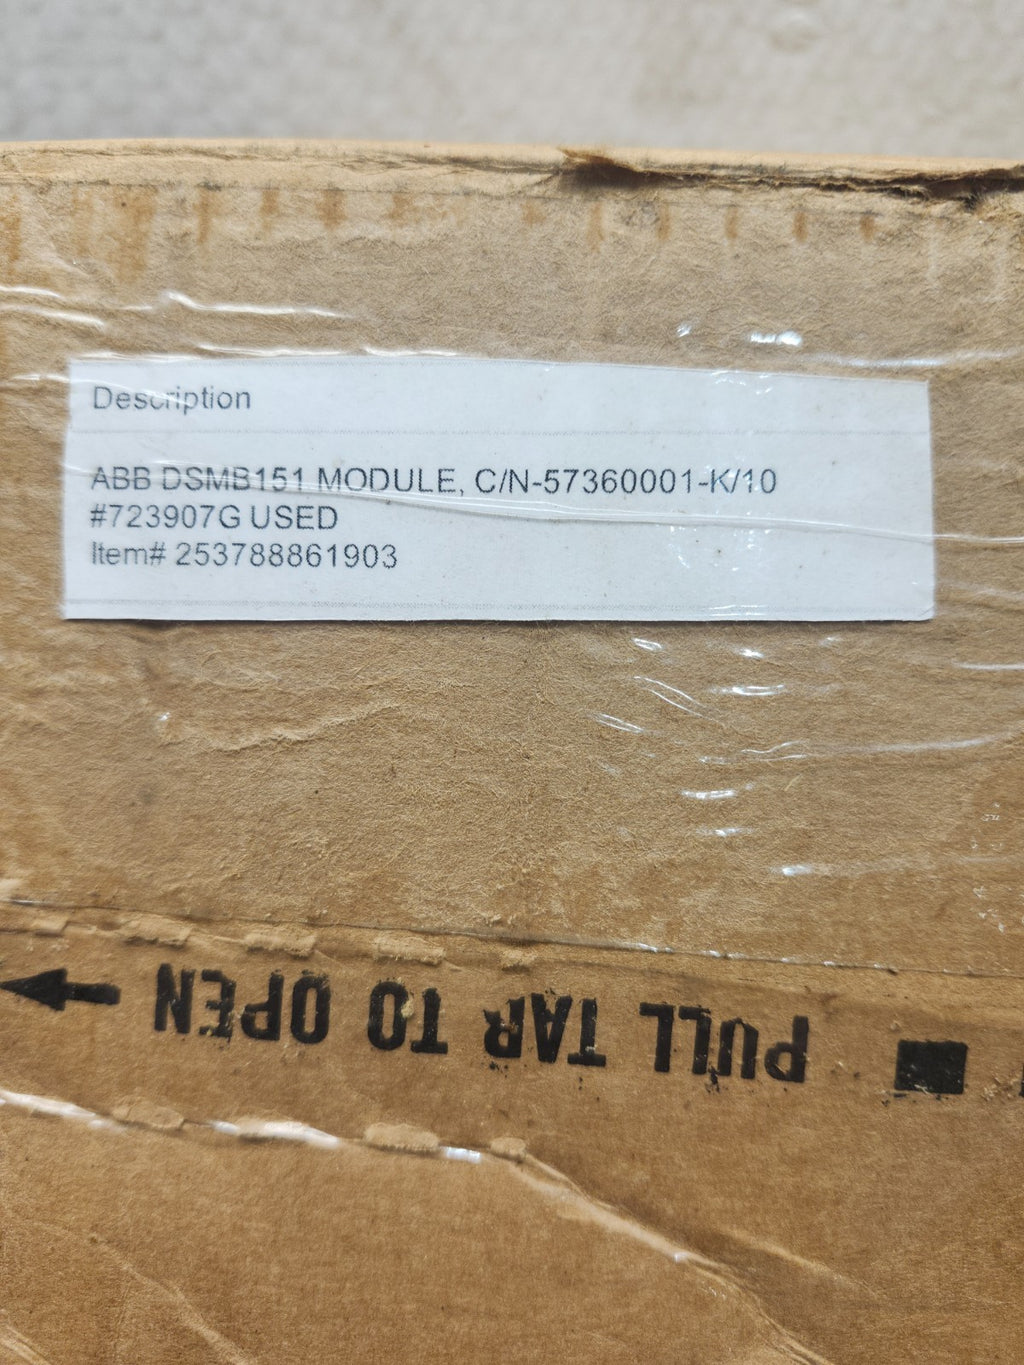 Description
ABB DSMB151 MODULE, C/N-57360001-K/10
#723907G USED
Item# 253788861903
PULL TAB TO OPEN